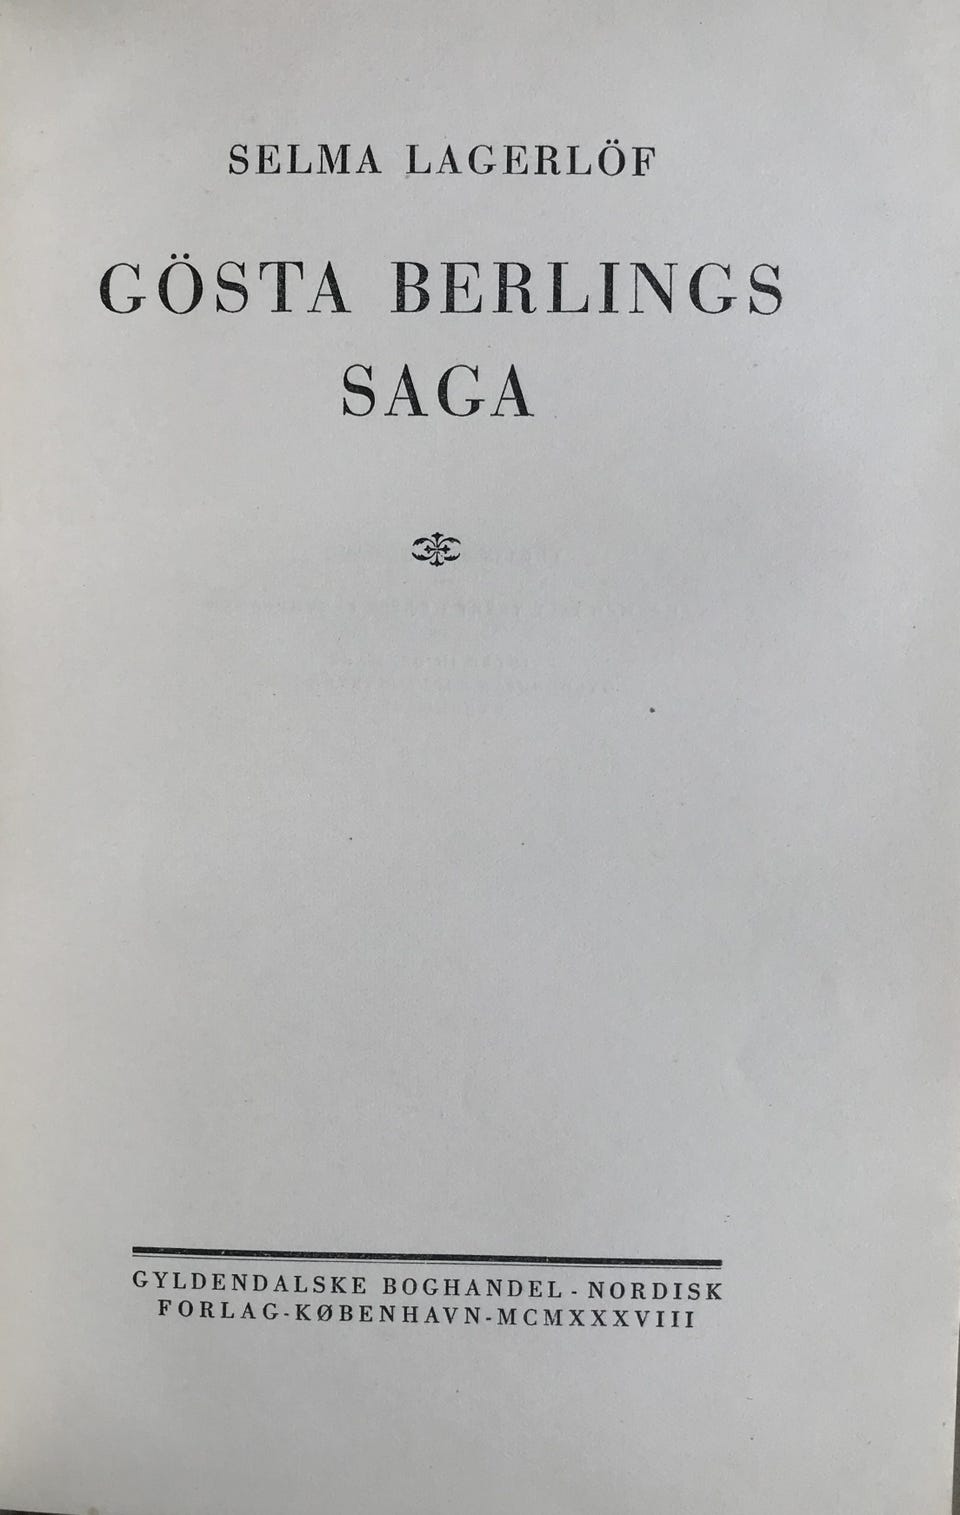 SELMA LAGERLÖF
GÖSTA BERLINGS
SAGA
GYLDENDALSKE BOGHANDEL - NORDISK
FORLAG-KØBENHAVN-MCMXXXVIII